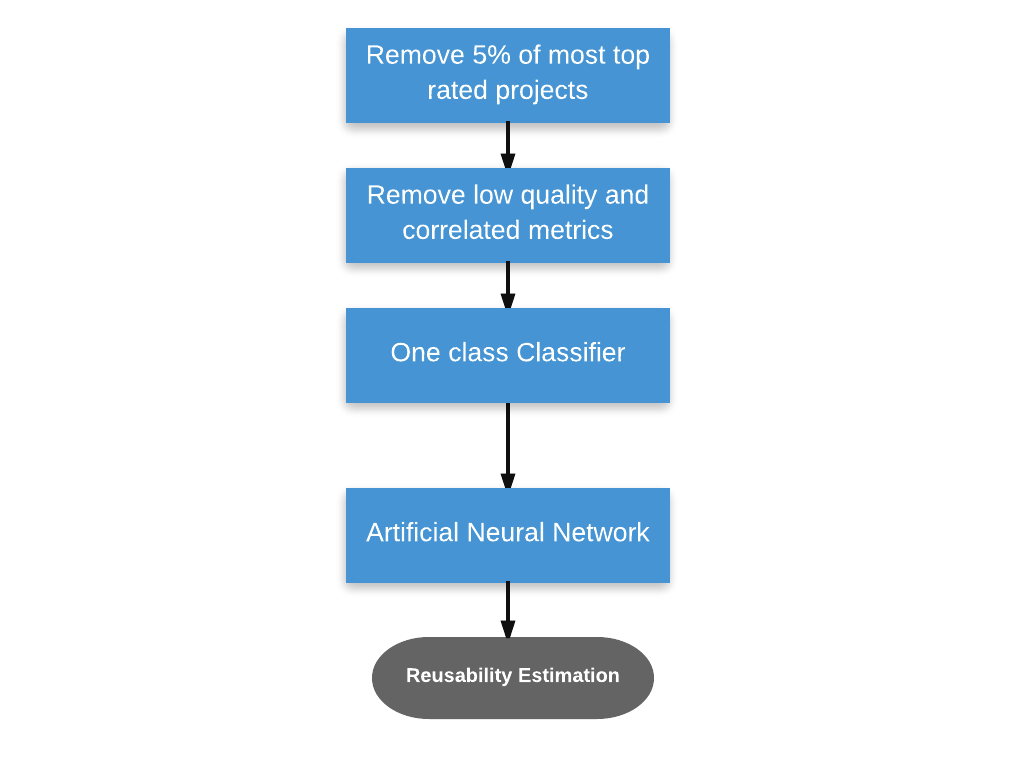 Remove 5% of most top
rated projects
Remove low quality and
correlated metrics
One class Classifier
Artificial Neural Network
Reusability Estimation